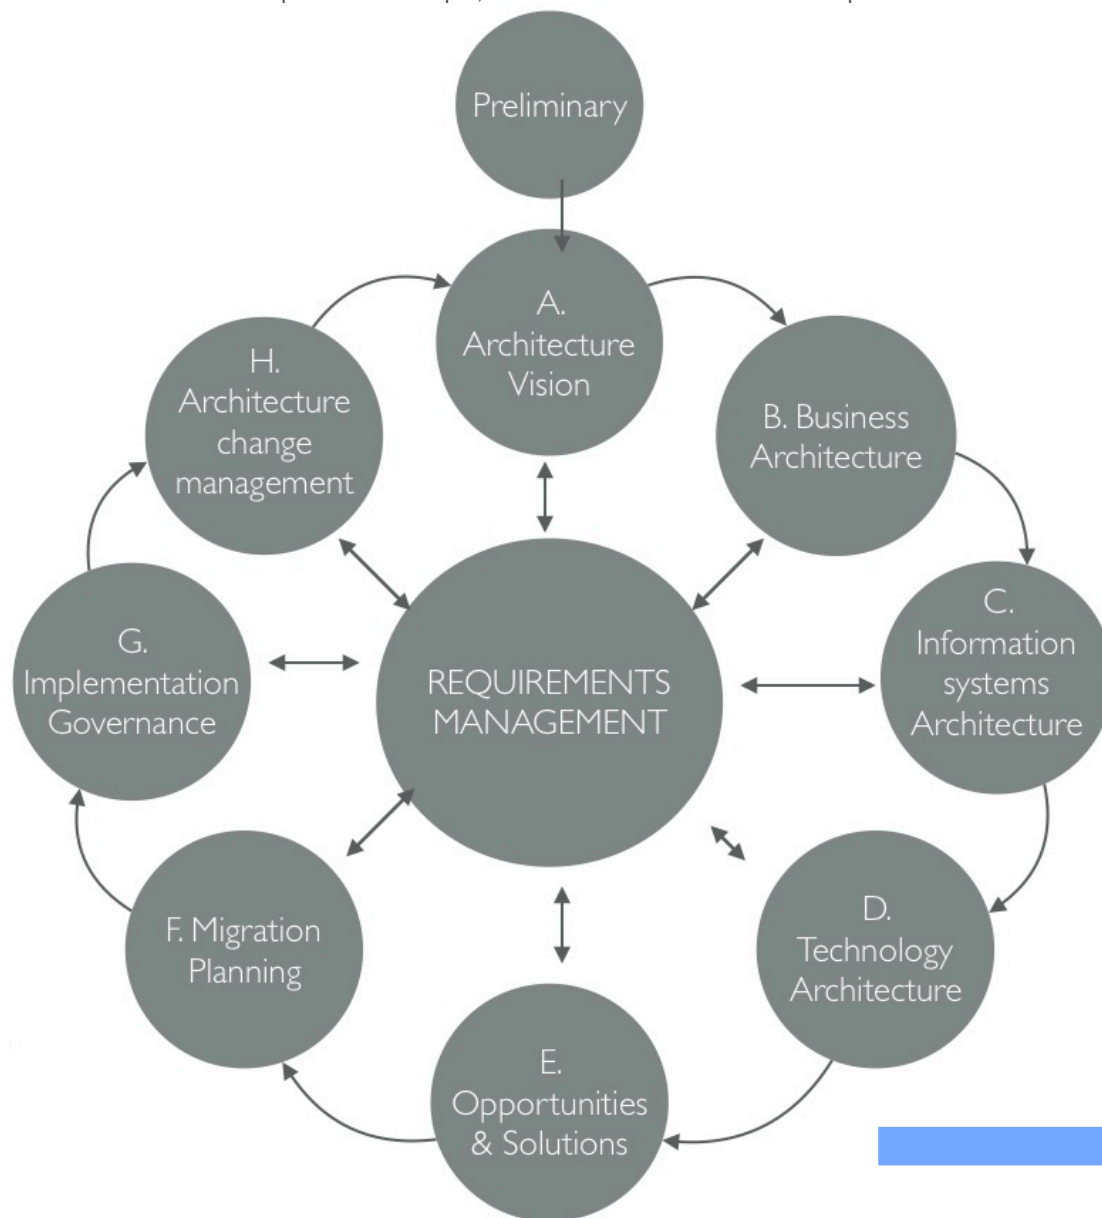 Preliminary
A.
Architecture
Vision
B. Business
Architecture
C.
Information
systems
Architecture
D.
Technology
Architecture
E.
Opportunities
& Solutions
F. Migration
Planning
G.
Implementation
Governance
H.
Architecture
change
management
REQUIREMENTS
MANAGEMENT